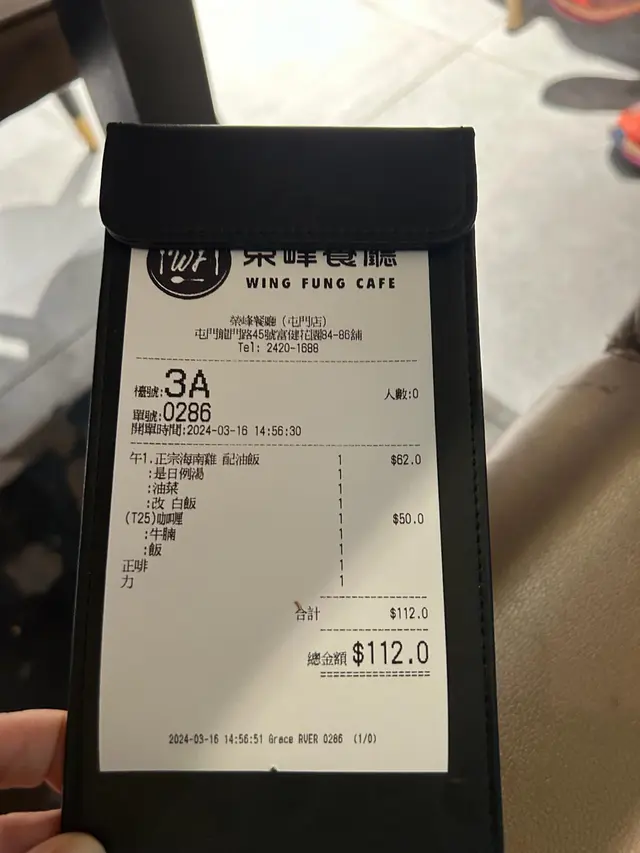 WF 榮峰餐廳
WING FUNG CAFE
榮峰餐廳（屯門店）
屯門龍門路45號富健花園84-86舖
Tel: 2420-1688
檯號:3A 人數:0
單號:0286
開單時間:2024-03-16 14:56:30
午1.正宗海南雞 配油飯 1 $62.0
:是日例湯 1
:油菜 1
:改 白飯 1
(T25)咖喱 1 $50.0
:牛腩 1
:飯 1
正啡 1
力 1
合計 $112.0
總金額 $112.0
2024-03-16 14:56:51 Grace RVER 0286 (1/0)